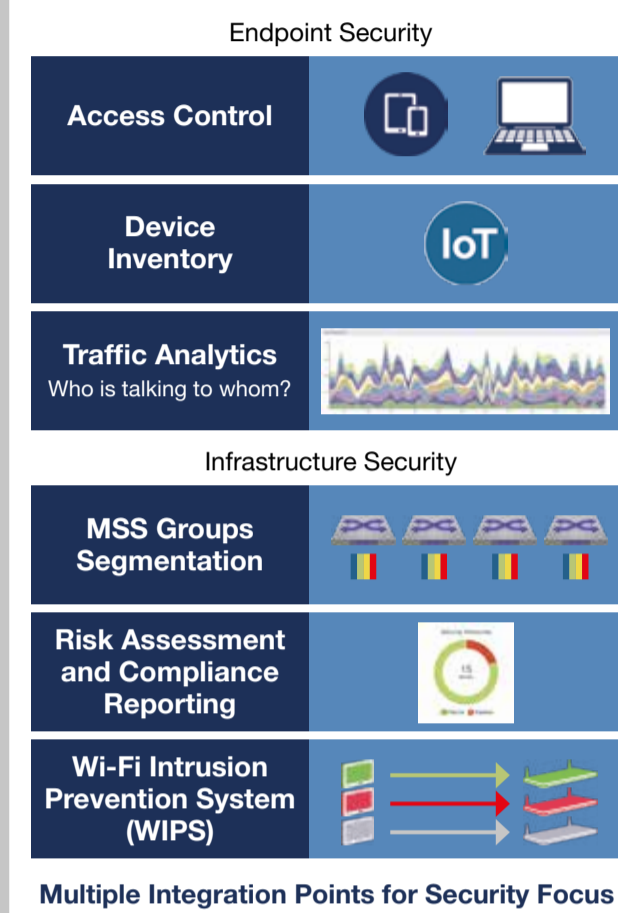 Endpoint Security
Access Control
Device
Inventory
IoT
Traffic Analytics
Who is talking to whom?
Infrastructure Security
MSS Groups
Segmentation
Risk Assessment
and Compliance
Reporting
15
Wi-Fi Intrusion
Prevention System
(WIPS)
Multiple Integration Points for Security Focus